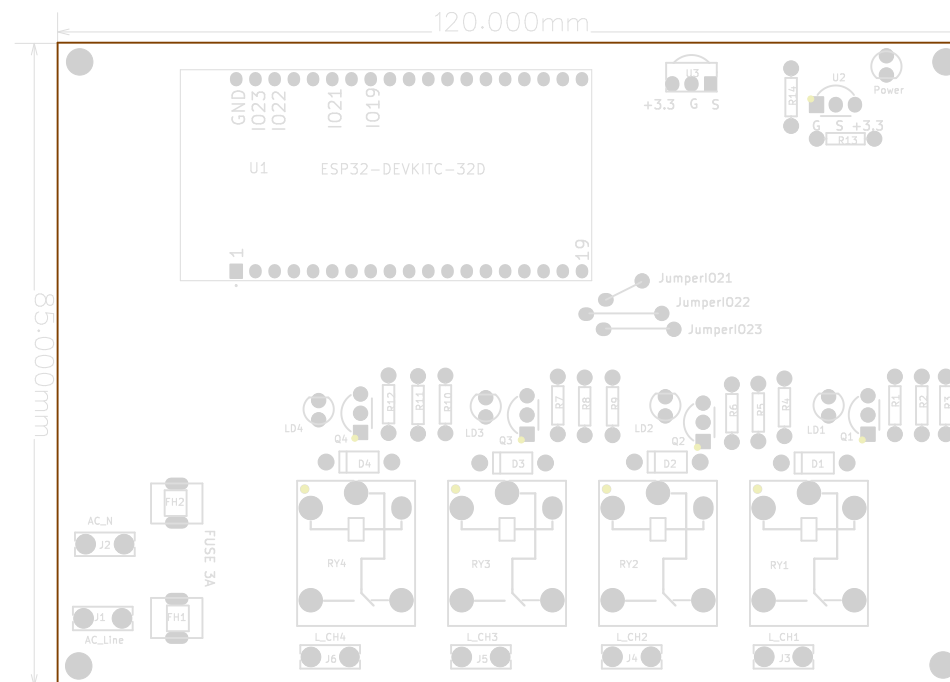 120.000mm
U3
+3.3 G S
R14
U2
Power
G S +3.3
R13
GND
IO23
IO22
IO21
IO19
U1
ESP32-DEVKITC-32D
1
19
85.000mm
JumperIO21
JumperIO22
JumperIO23
LD4
Q4
R12
R11
R10
LD3
Q3
R7
R8
R9
LD2
Q2
R6
R5
R4
LD1
Q1
R1
R2
R3
D4
D3
D2
D1
FH2
AC_N
J2
FUSE 3A
RY4
RY3
RY2
RY1
J1
FH1
AC_Line
L_CH4
L_CH3
L_CH2
L_CH1
J6
J5
J4
J3